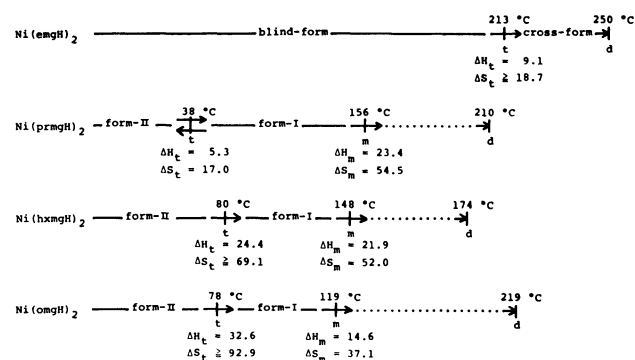 213 °C 250 °C
Ni(emgH)2 blind-form cross-form
t d
ΔHt = 9.1
ΔSt ≧ 18.7
38 °C 156 °C 210 °C
Ni(prmgH)2 form-II form-I
t m d
ΔHt = 5.3 ΔHm = 23.4
ΔSt = 17.0 ΔSm = 54.5
80 °C 148 °C 174 °C
Ni(hxmgH)2 form-II form-I
t m d
ΔHt = 24.4 ΔHm = 21.9
ΔSt ≧ 69.1 ΔSm = 52.0
78 °C 119 °C 219 °C
Ni(omgH)2 form-II form-I
t m d
ΔHt = 32.6 ΔHm = 14.6
ΔSt ≧ 92.9 ΔSm = 37.1